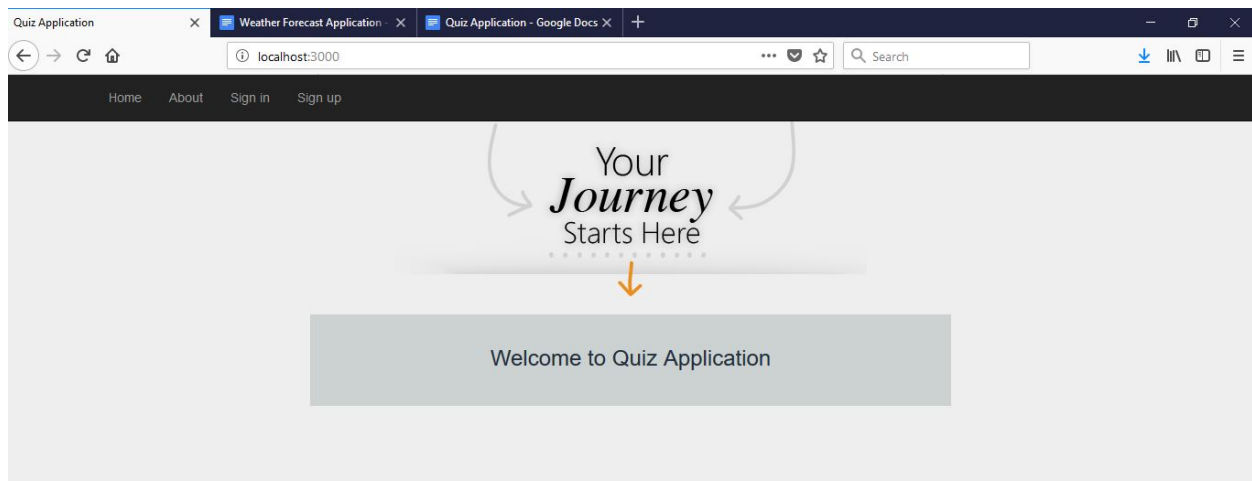 Quiz Application
Weather Forecast Application -
Quiz Application - Google Docs
localhost:3000
Search
Home About Sign in Sign up
Your
Journey
Starts Here
Welcome to Quiz Application